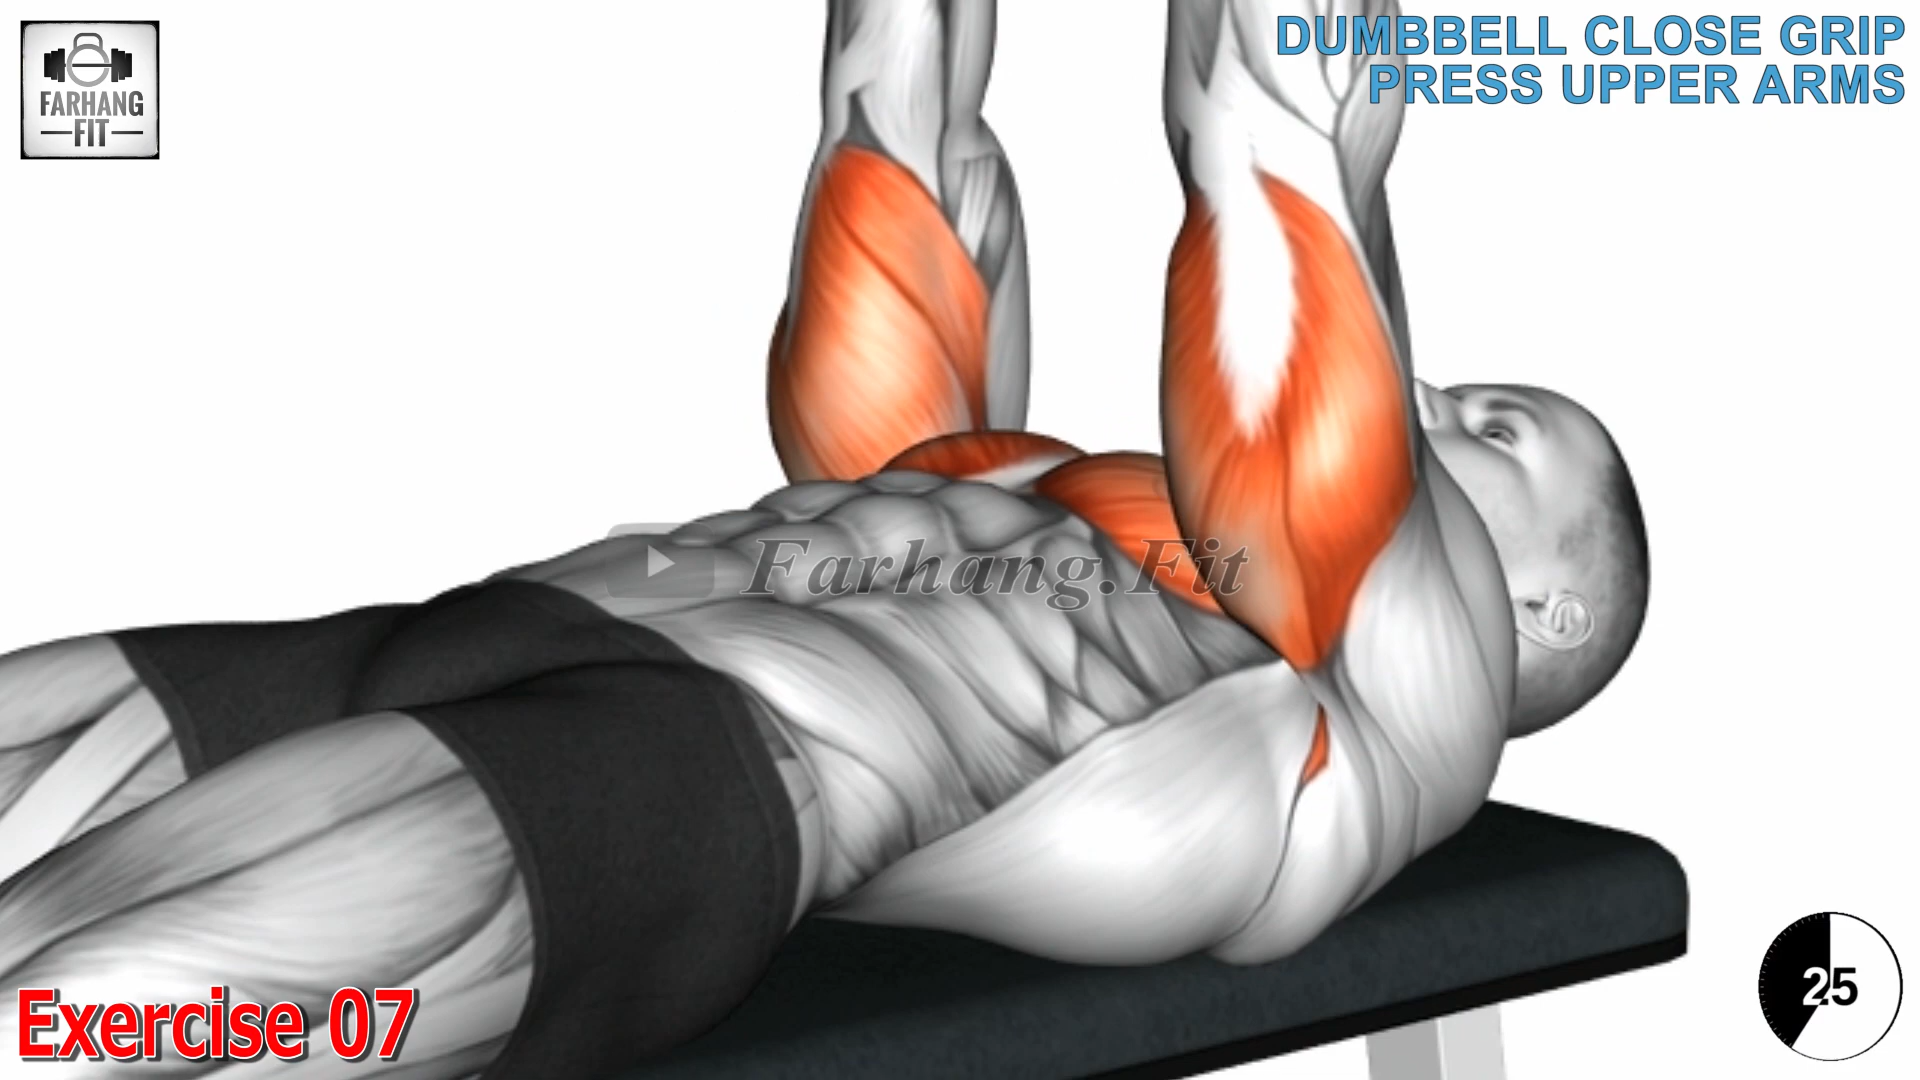 FARHANG
FIT
DUMBBELL CLOSE GRIP
PRESS UPPER ARMS
Farhang.Fit
Exercise 07
25